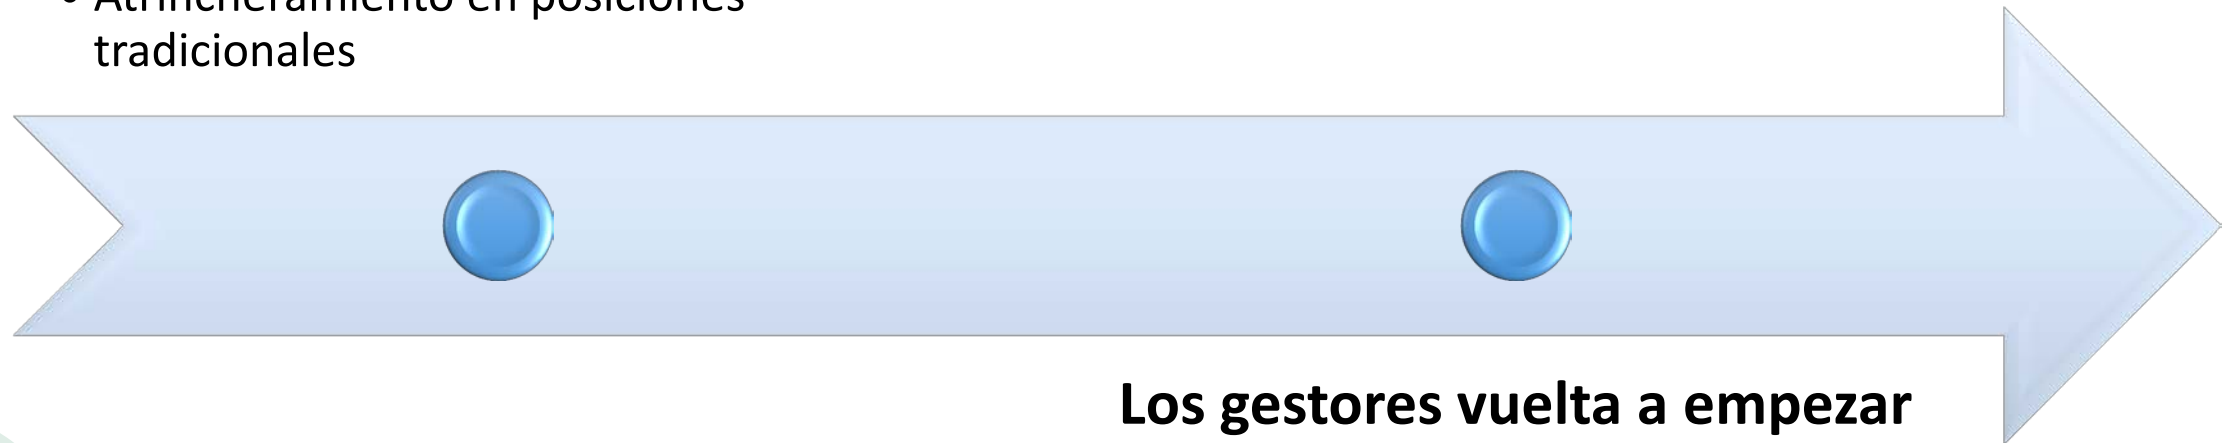 • Atrincheramiento en posiciones
tradicionales
Los gestores vuelta a empezar